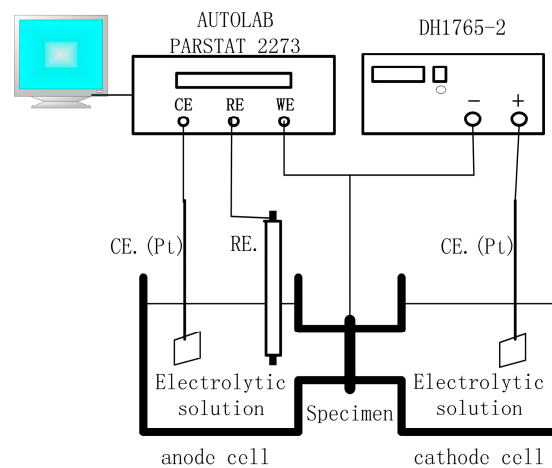 AUTOLAB
PARSTAT 2273
DH1765-2
CE RE WE
− +
CE.(Pt)
RE.
CE.(Pt)
Electrolytic
solution
Specimen
Electrolytic
solution
anode cell
cathode cell